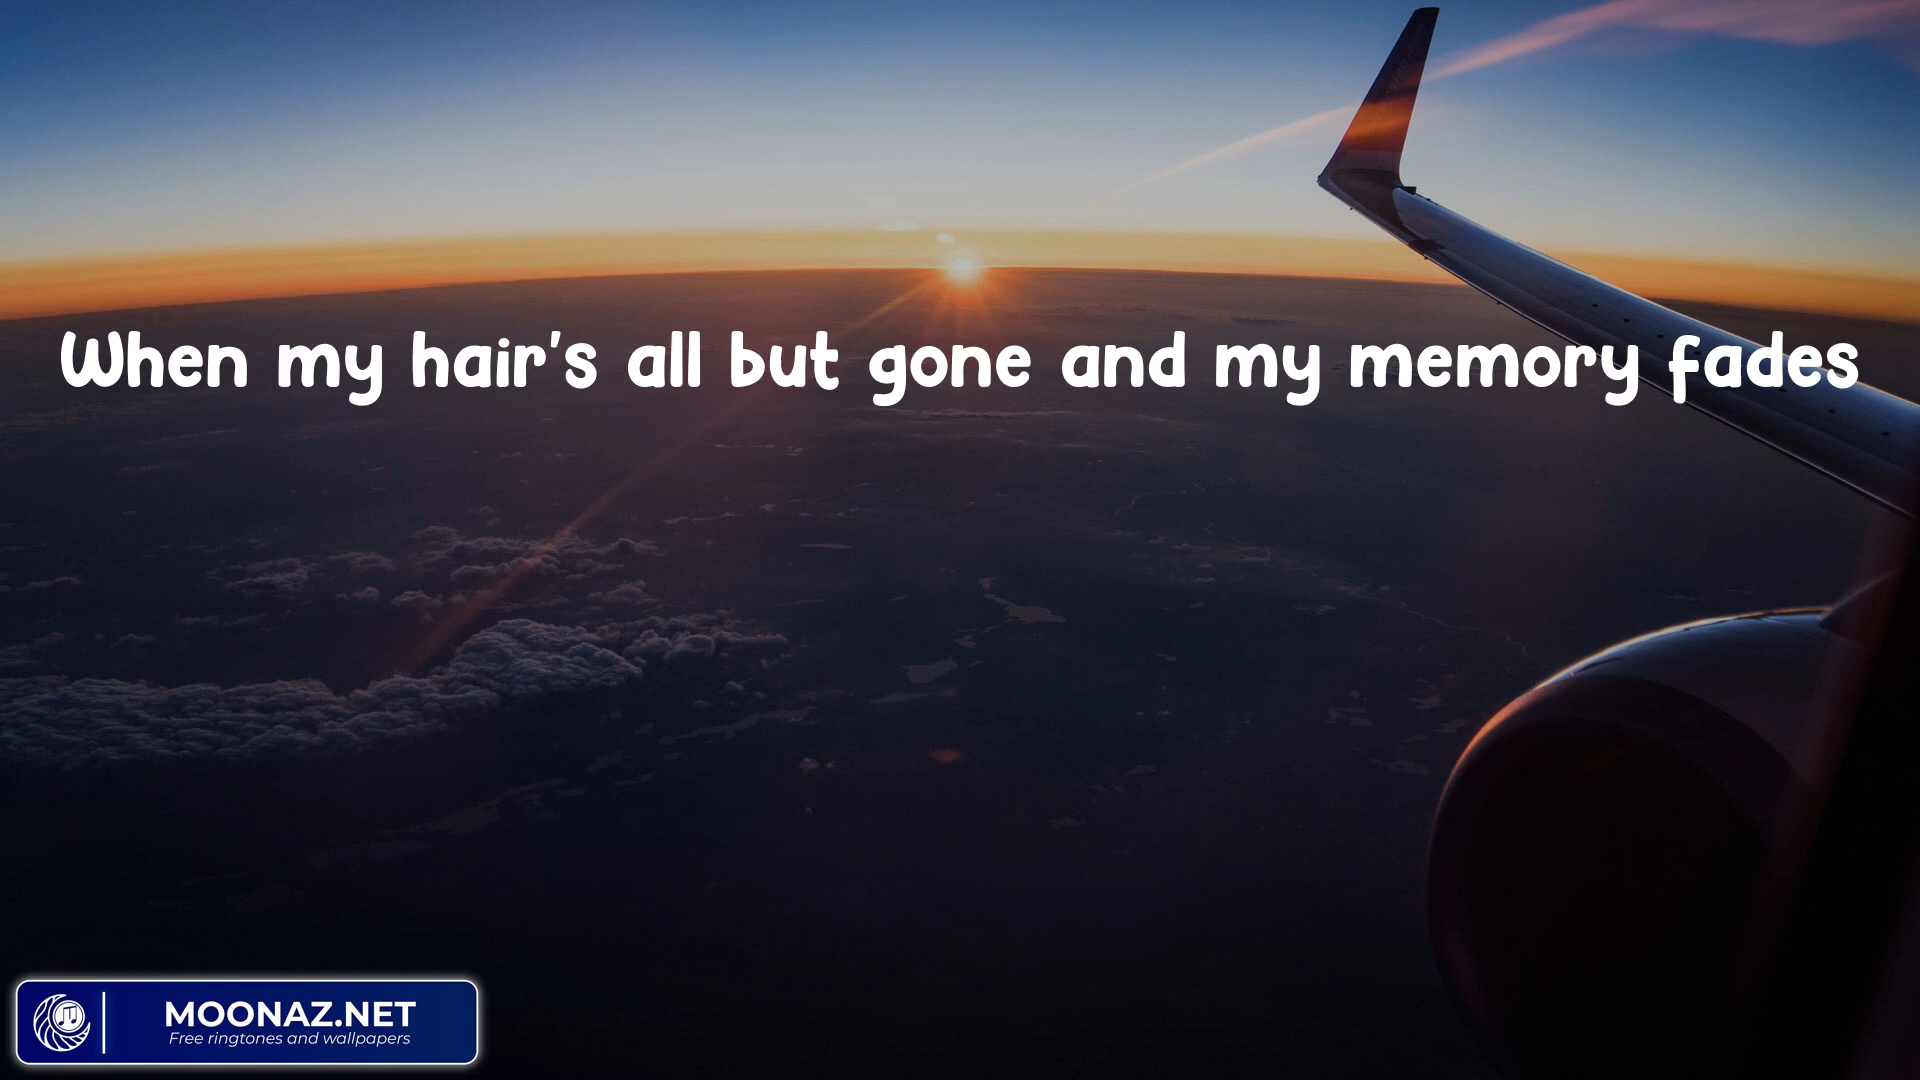 When my hair's all but gone and my memory fades
MOONAZ.NET
Free ringtones and wallpapers